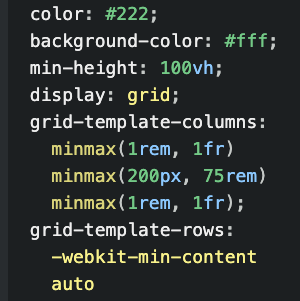 color: #222;
background-color: #fff;
min-height: 100vh;
display: grid;
grid-template-columns:
minmax(1rem, 1fr)
minmax(200px, 75rem)
minmax(1rem, 1fr);
grid-template-rows:
-webkit-min-content
auto